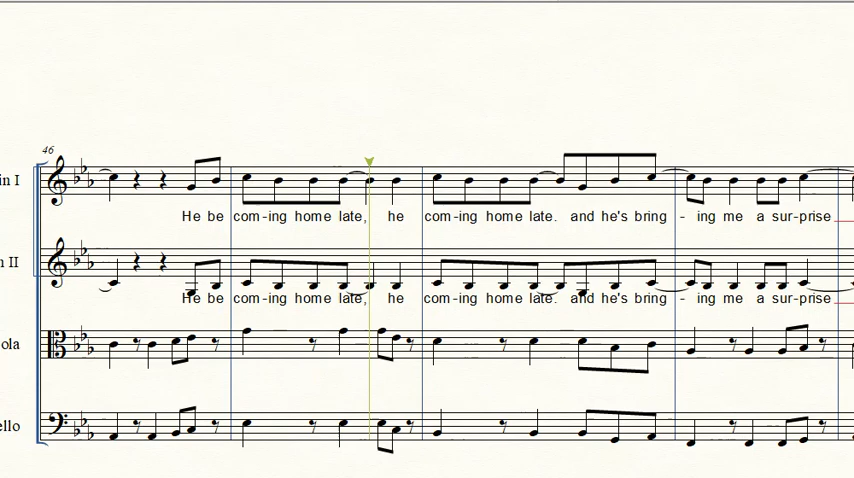 46
in I
He be com-ing home late, he com-ing home late. and he's bring - ing me a sur-prise
n II
He be com-ing home late, he com-ing home late. and he's bring - ing me a sur-prise
ola
ello